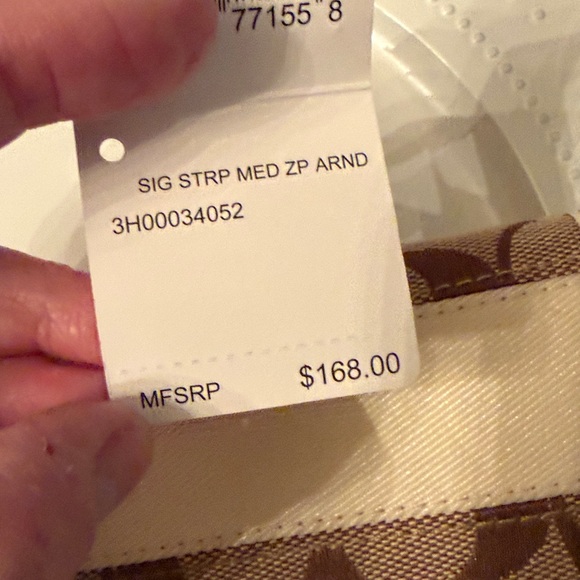 77155 8
SIG STRP MED ZP ARND
3H00034052
MFSRP $168.00